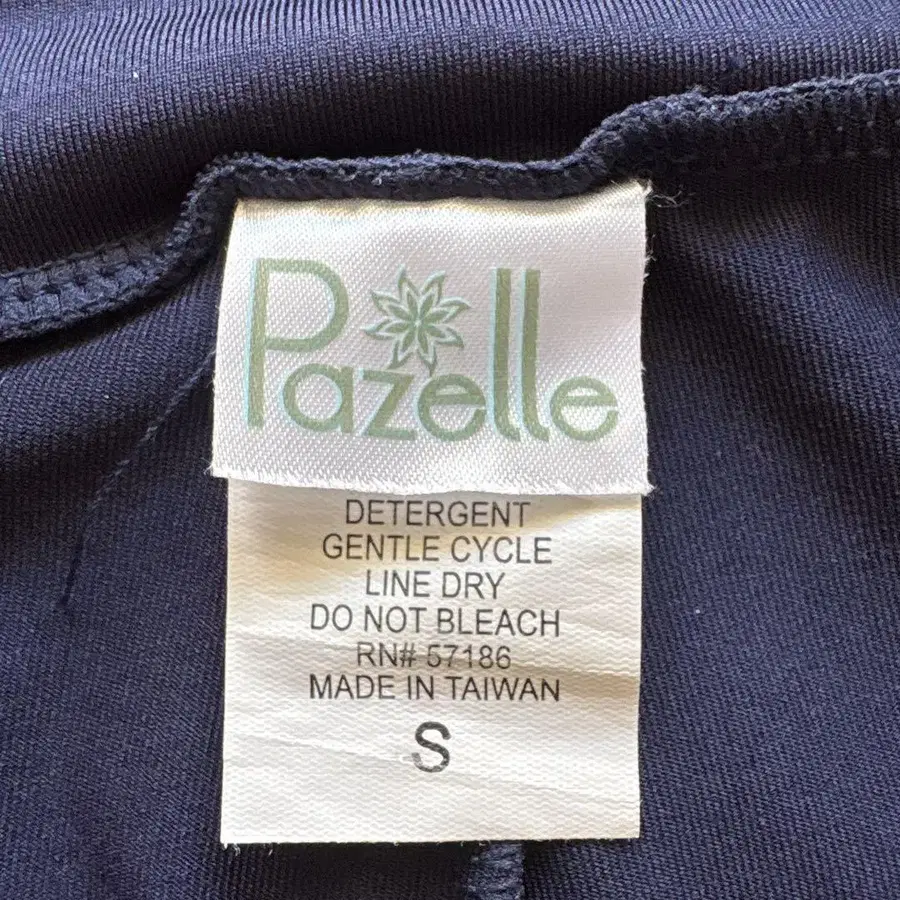 Pazelle
DETERGENT
GENTLE CYCLE
LINE DRY
DO NOT BLEACH
RN# 57186
MADE IN TAIWAN
S